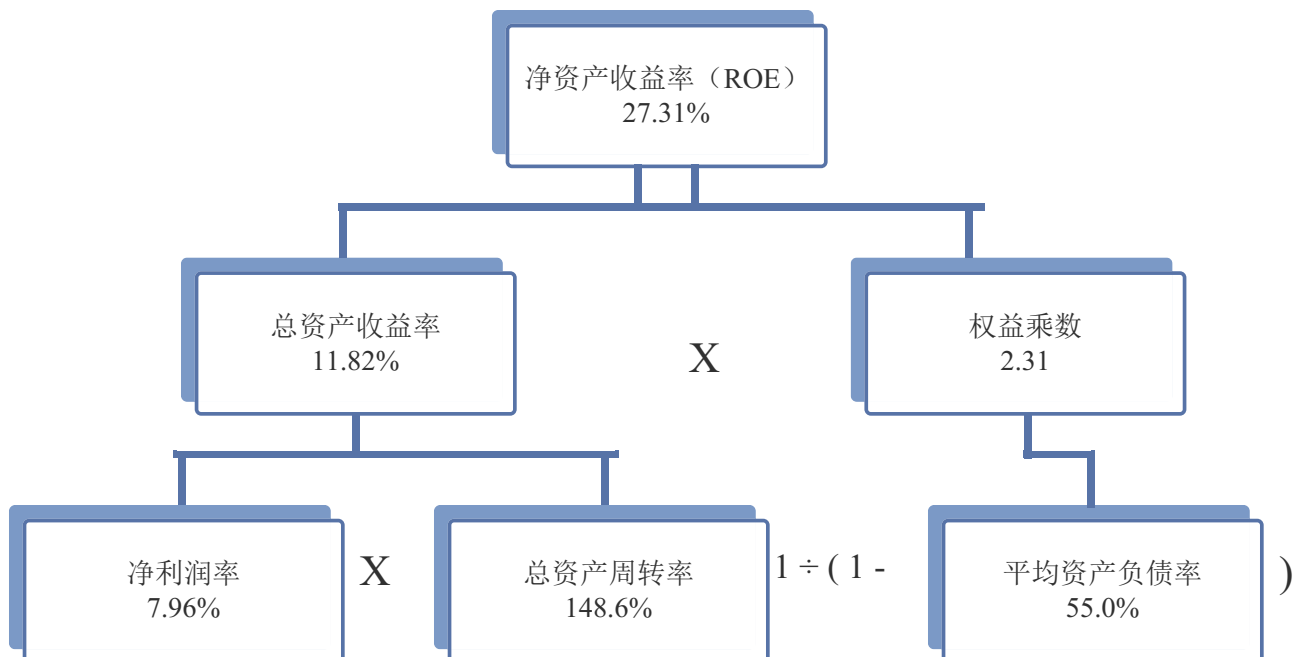 净资产收益率（ROE）
27.31%
总资产收益率
11.82%
X
权益乘数
2.31
净利润率
7.96%
X
总资产周转率
148.6%
1 ÷ ( 1 -
平均资产负债率
55.0%
)